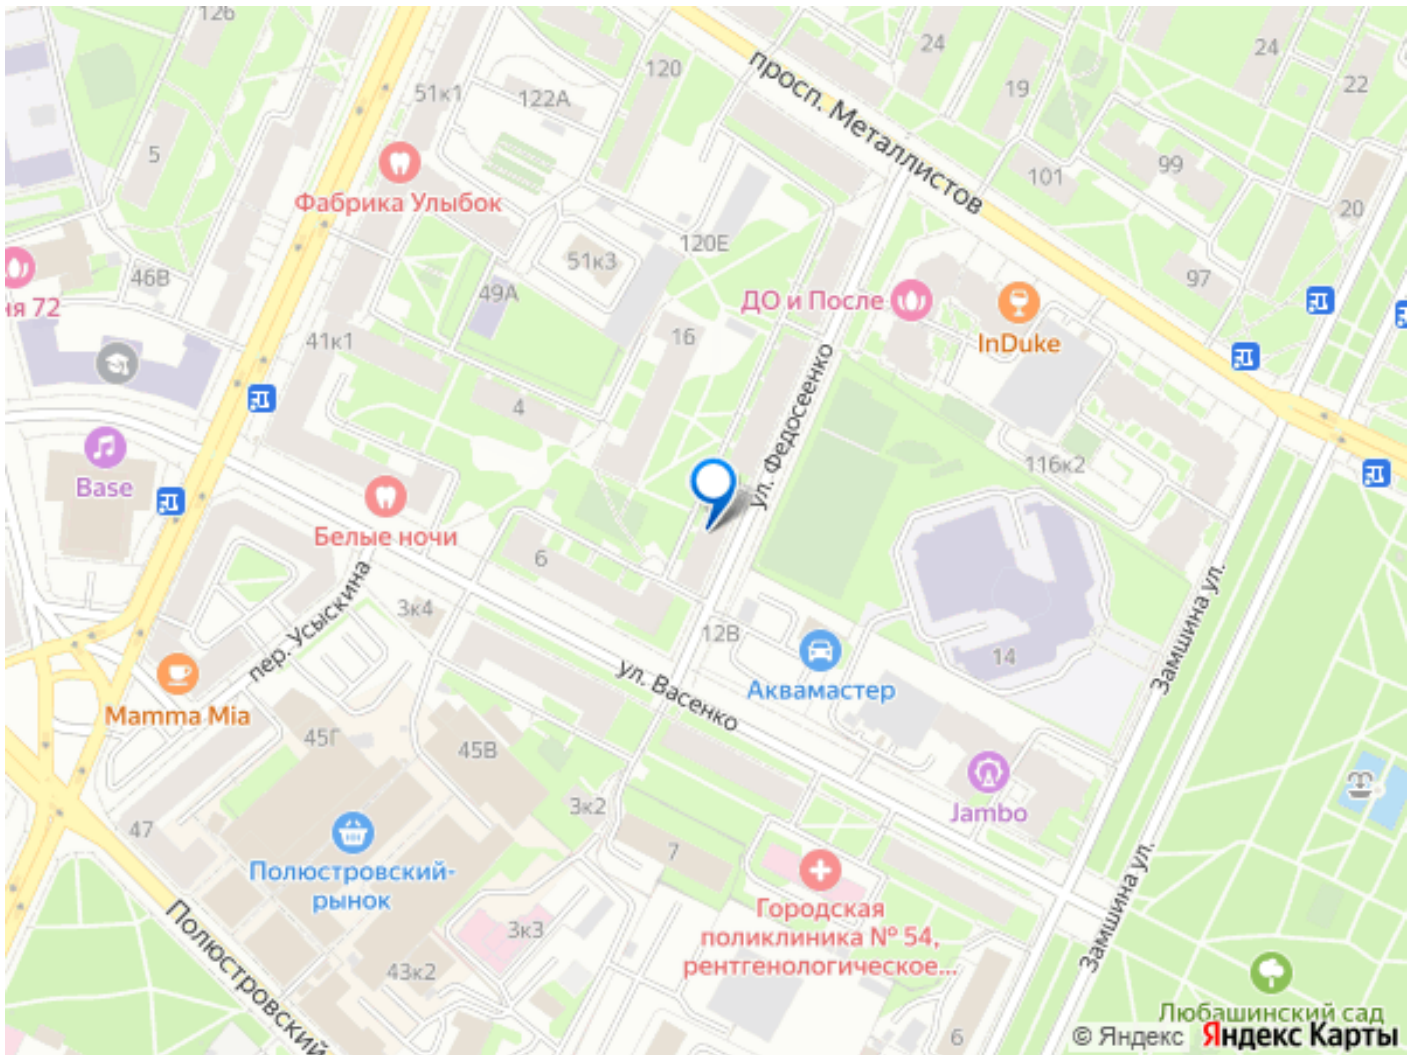 126
24
24
просп. Металлистов
120
19
22
51к1
122А
5
99
101
Фабрика Улыбок
20
120Е
51к3
46В
97
49А
ДО и После
ня 72
16
41к1
InDuke
4
ул. Федосеенко
116к2
Base
Белые ночи
6
пер. Усыскина
3к4
12В
14
Замшина ул.
ул. Васенко
Аквамастер
Mamma Mia
45Г
45В
3к2
Jambo
47
7
Полюстровский-
рынок
Городская
поликлиника № 54,
рентгенологическое...
3к3
Замшина ул.
43к2
Полюстровский
6
Любашинский сад
© Яндекс Яндекс Карты